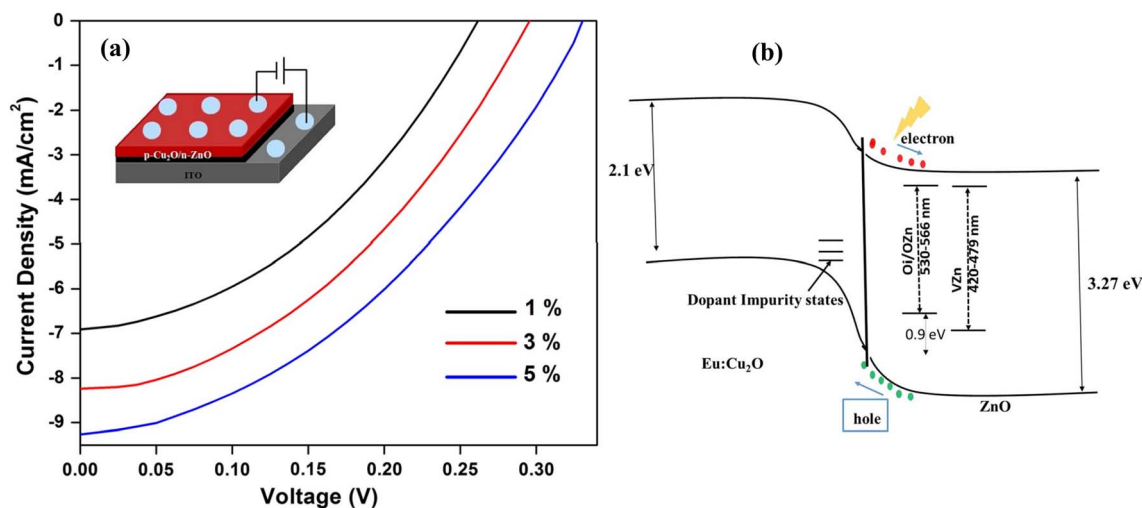 (a)
0
-1
-2
-3
-4
-5
-6
-7
-8
-9
Current Density (mA/cm²)
p-Cu₂O/n-ZnO
ITO
1 %
3 %
5 %
0.00 0.05 0.10 0.15 0.20 0.25 0.30
Voltage (V)
(b)
electron
2.1 eV
Oi/OZn
530-566 nm
VZn
420-479 nm
3.27 eV
Dopant Impurity states
0.9 eV
Eu:Cu₂O
ZnO
hole